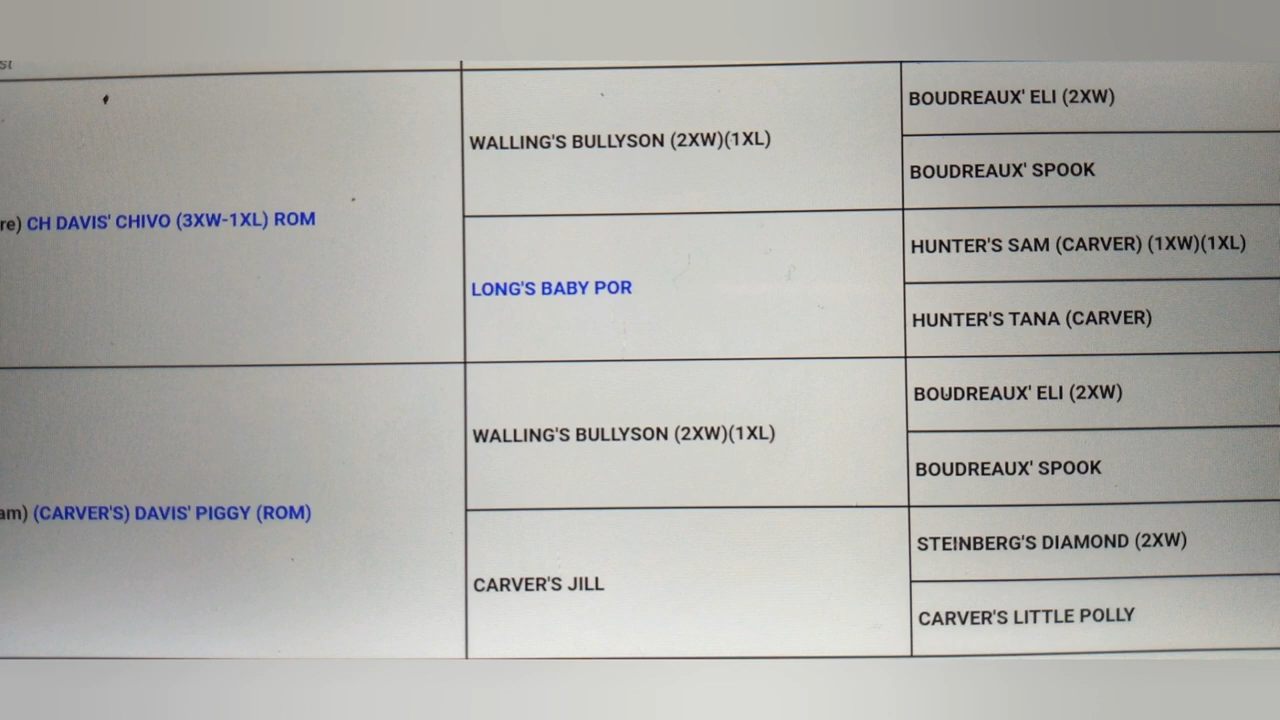 WALLING'S BULLYSON (2XW)(1XL)
BOUDREAUX' ELI (2XW)
BOUDREAUX' SPOOK
re) CH DAVIS' CHIVO (3XW-1XL) ROM
LONG'S BABY POR
HUNTER'S SAM (CARVER) (1XW)(1XL)
HUNTER'S TANA (CARVER)
WALLING'S BULLYSON (2XW)(1XL)
BOUDREAUX' ELI (2XW)
BOUDREAUX' SPOOK
am) (CARVER'S) DAVIS' PIGGY (ROM)
CARVER'S JILL
STEINBERG'S DIAMOND (2XW)
CARVER'S LITTLE POLLY